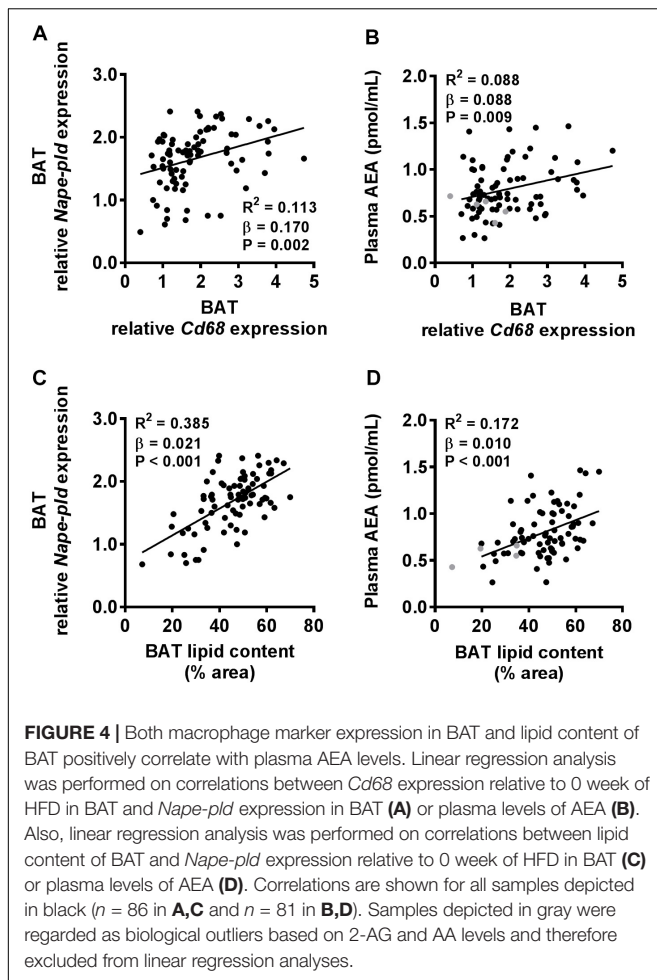 A
BAT
relative Nape-pld expression
3.0
2.0
1.0
0.0
R² = 0.113
β = 0.170
P = 0.002
0 1 2 3 4 5
BAT
relative Cd68 expression
B
Plasma AEA (pmol/mL)
2.0
1.5
1.0
0.5
0.0
R² = 0.088
β = 0.088
P = 0.009
0 1 2 3 4 5
BAT
relative Cd68 expression
C
BAT
relative Nape-pld expression
3.0
2.0
1.0
0.0
R² = 0.385
β = 0.021
P < 0.001
0 20 40 60 80
BAT lipid content
(% area)
D
Plasma AEA (pmol/mL)
2.0
1.5
1.0
0.5
0.0
R² = 0.172
β = 0.010
P < 0.001
0 20 40 60 80
BAT lipid content
(% area)
FIGURE 4 | Both macrophage marker expression in BAT and lipid content of
BAT positively correlate with plasma AEA levels. Linear regression analysis
was performed on correlations between Cd68 expression relative to 0 week of
HFD in BAT and Nape-pld expression in BAT (A) or plasma levels of AEA (B).
Also, linear regression analysis was performed on correlations between lipid
content of BAT and Nape-pld expression relative to 0 week of HFD in BAT (C)
or plasma levels of AEA (D). Correlations are shown for all samples depicted
in black (n = 86 in A,C and n = 81 in B,D). Samples depicted in gray were
regarded as biological outliers based on 2-AG and AA levels and therefore
excluded from linear regression analyses.